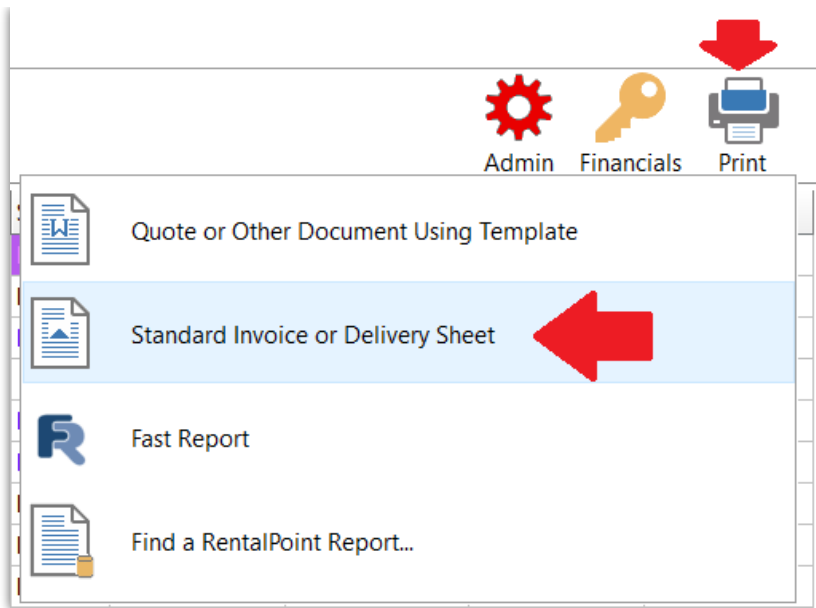 Admin Financials Print
Quote or Other Document Using Template
Standard Invoice or Delivery Sheet
Fast Report
Find a RentalPoint Report...